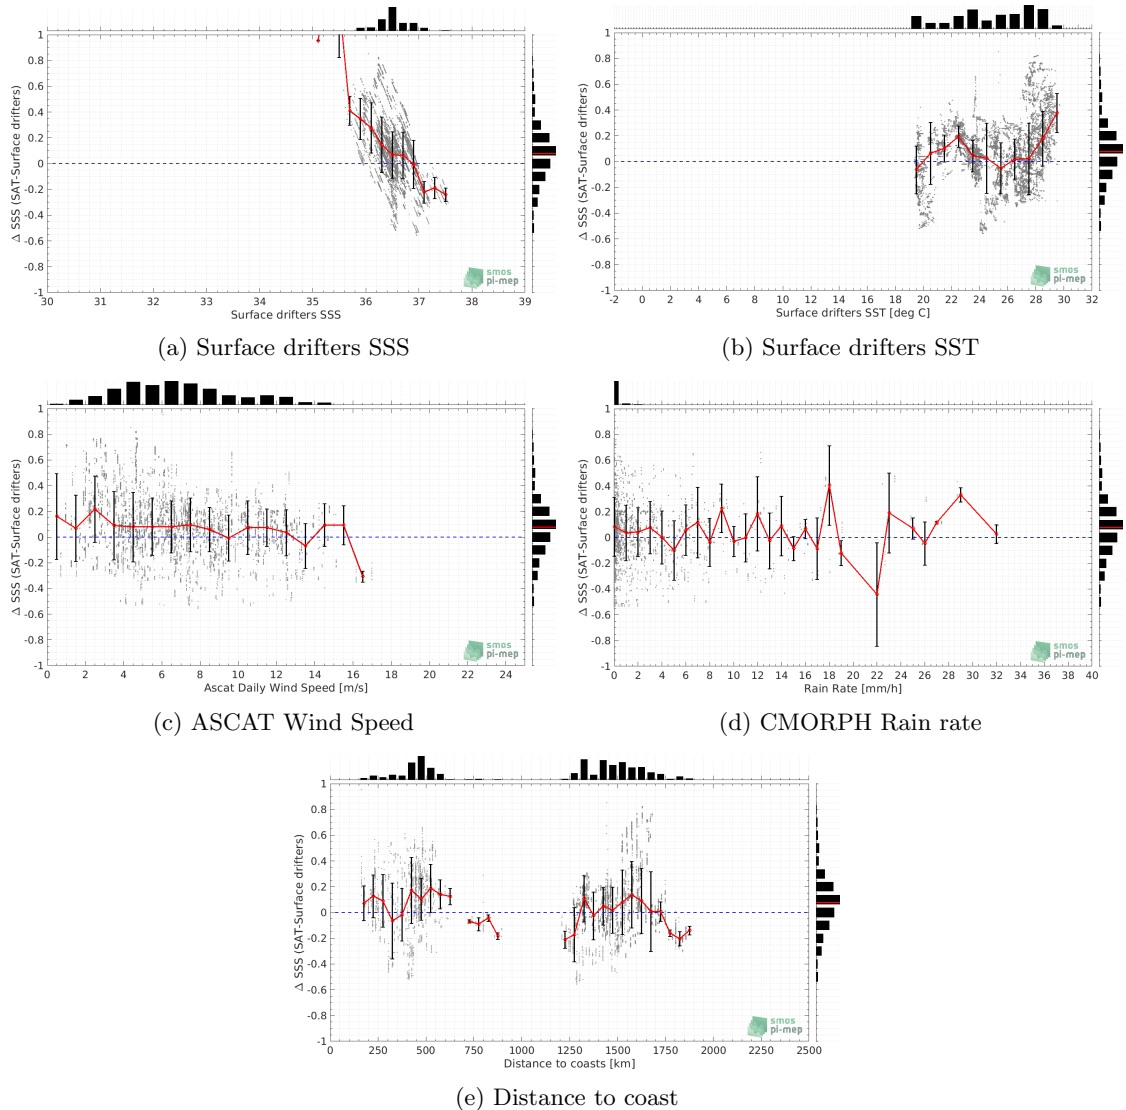 Δ SSS (SAT-Surface drifters)
1
0.8
0.6
0.4
0.2
0
-0.2
-0.4
-0.6
-0.8
-1
smos
pi-mep
30 31 32 33 34 35 36 37 38 39
Surface drifters SSS
(a) Surface drifters SSS
Δ SSS (SAT-Surface drifters)
1
0.8
0.6
0.4
0.2
0
-0.2
-0.4
-0.6
-0.8
-1
smos
pi-mep
-2 0 2 4 6 8 10 12 14 16 18 20 22 24 26 28 30 32
Surface drifters SST [deg C]
(b) Surface drifters SST
Δ SSS (SAT-Surface drifters)
1
0.8
0.6
0.4
0.2
0
-0.2
-0.4
-0.6
-0.8
-1
smos
pi-mep
0 2 4 6 8 10 12 14 16 18 20 22 24
Ascat Daily Wind Speed [m/s]
(c) ASCAT Wind Speed
Δ SSS (SAT-Surface drifters)
1
0.8
0.6
0.4
0.2
0
-0.2
-0.4
-0.6
-0.8
-1
smos
pi-mep
0 2 4 6 8 10 12 14 16 18 20 22 24 26 28 30 32 34 36 38 40
Rain Rate [mm/h]
(d) CMORPH Rain rate
Δ SSS (SAT-Surface drifters)
1
0.8
0.6
0.4
0.2
0
-0.2
-0.4
-0.6
-0.8
-1
smos
pi-mep
0 250 500 750 1000 1250 1500 1750 2000 2250 2500
Distance to coasts [km]
(e) Distance to coast